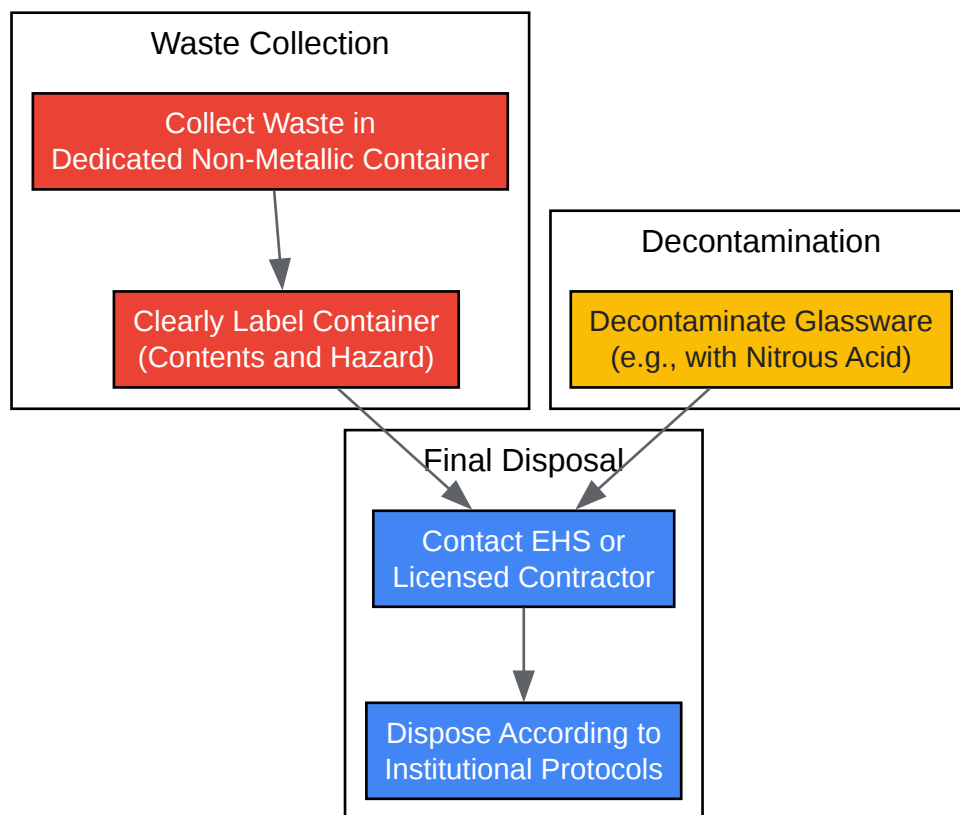 Waste Collection
Collect Waste in
Dedicated Non-Metallic Container
Clearly Label Container
(Contents and Hazard)
Decontamination
Decontaminate Glassware
(e.g., with Nitrous Acid)
Final Disposal
Contact EHS or
Licensed Contractor
Dispose According to
Institutional Protocols